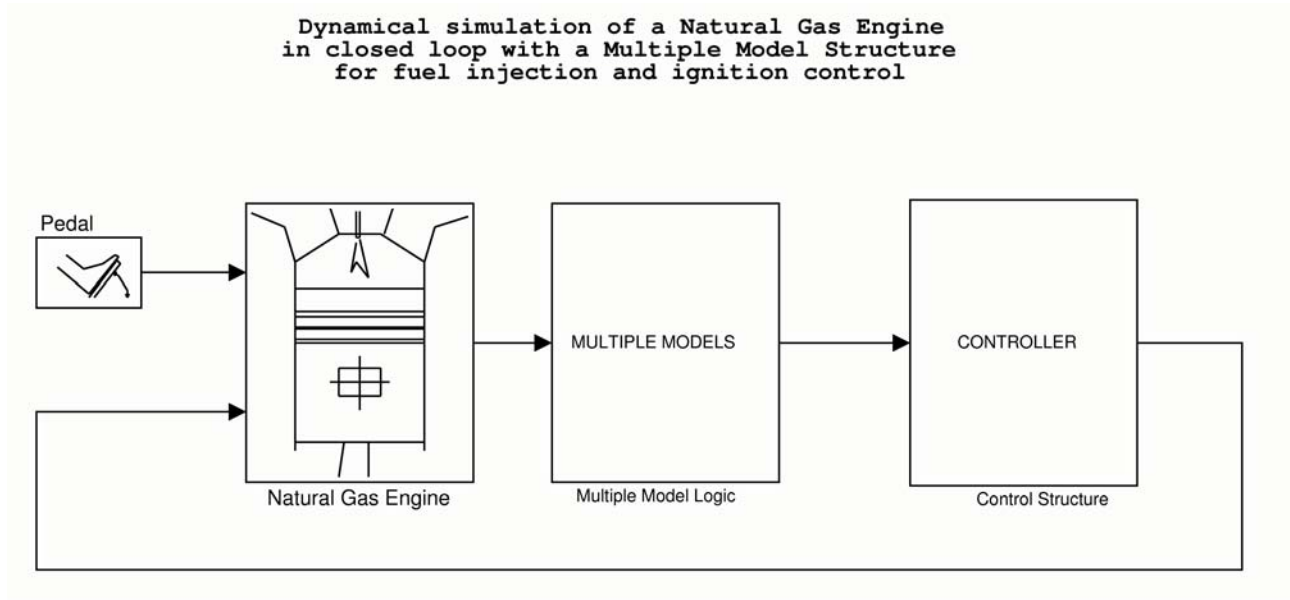 Dynamical simulation of a Natural Gas Engine
in closed loop with a Multiple Model Structure
for fuel injection and ignition control
Pedal
MULTIPLE MODELS
CONTROLLER
Natural Gas Engine
Multiple Model Logic
Control Structure